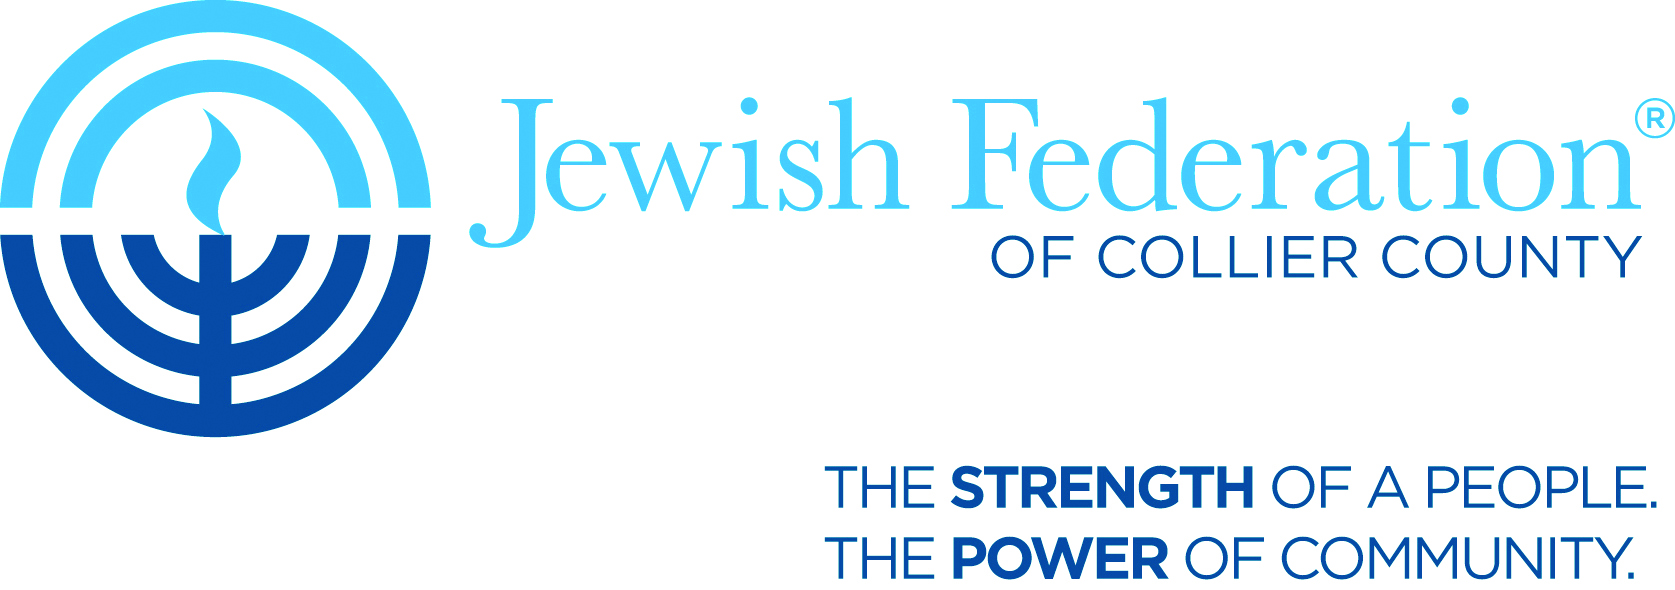 Jewish Federation®
OF COLLIER COUNTY
THE STRENGTH OF A PEOPLE.
THE POWER OF COMMUNITY.